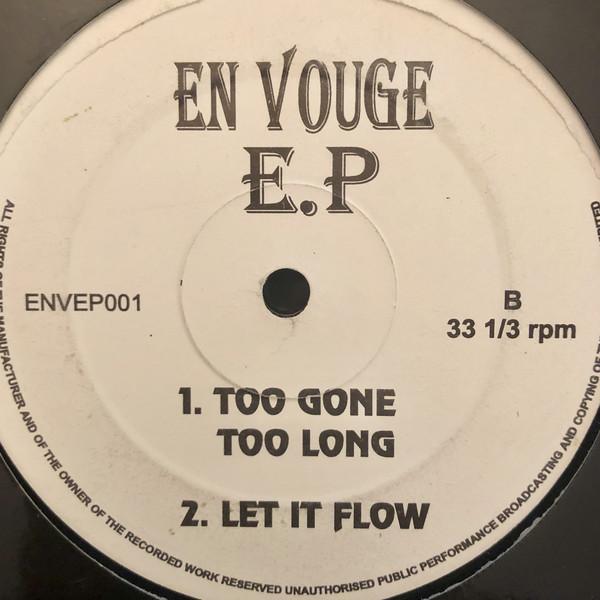 EN VOUGE
E.P
ENVEP001
B
33 1/3 rpm
1. TOO GONE
TOO LONG
2. LET IT FLOW
ALL RIGHTS OF THE MANUFACTURER AND OF THE OWNER OF THE RECORDED WORK RESERVED UNAUTHORISED PUBLIC PERFORMANCE BROADCASTING AND COPYING OF